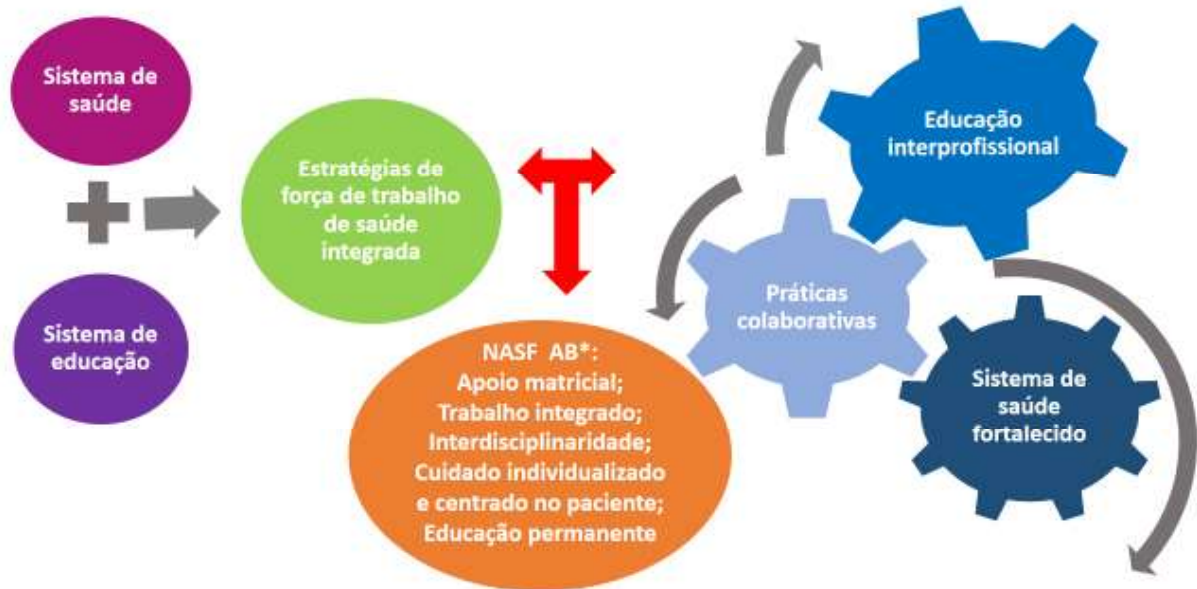 Sistema de
saúde
Sistema de
educação
Estratégias de
força de trabalho
de saúde
integrada
NASF AB*:
Apoio matricial;
Trabalho integrado;
Interdisciplinaridade;
Cuidado individualizado
e centrado no paciente;
Educação permanente
Educação
interprofissional
Práticas
colaborativas
Sistema de
saúde
fortalecido